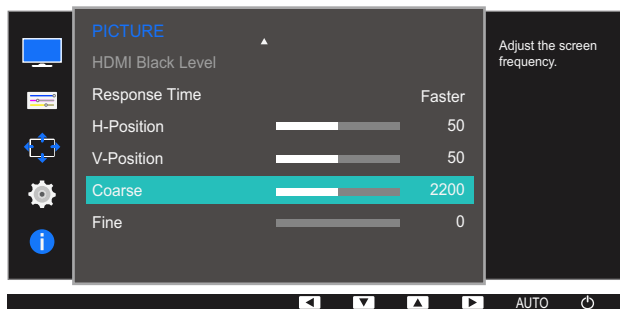 PICTURE
HDMI Black Level
Response Time Faster
H-Position 50
V-Position 50
Coarse 2200
Fine 0
Adjust the screen
frequency.
AUTO